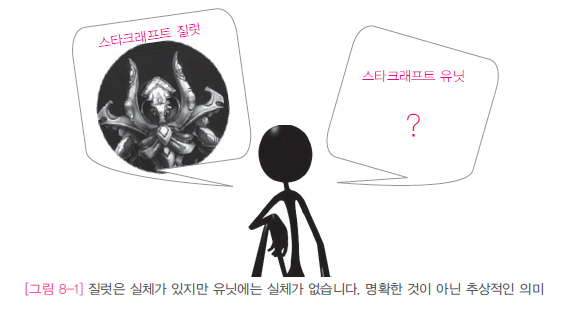 스타크래프트 질럿
스타크래프트 유닛
?
[그림 8-1] 질럿은 실체가 있지만 유닛에는 실체가 없습니다. 명확한 것이 아닌 추상적인 의미